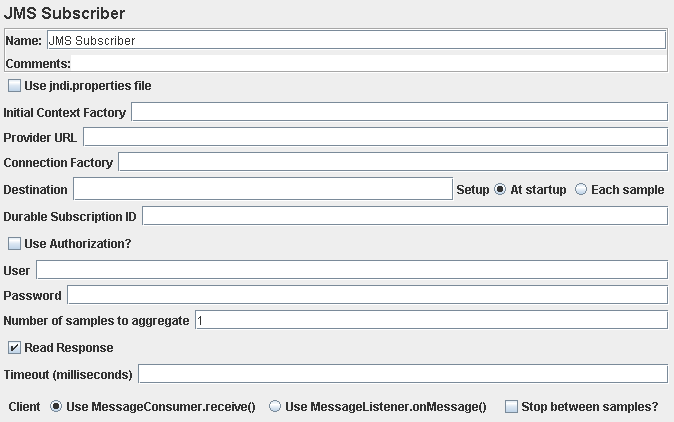 JMS Subscriber
Name: JMS Subscriber
Comments:
Use jndi.properties file
Initial Context Factory
Provider URL
Connection Factory
Destination Setup At startup Each sample
Durable Subscription ID
Use Authorization?
User
Password
Number of samples to aggregate 1
Read Response
Timeout (milliseconds)
Client Use MessageConsumer.receive() Use MessageListener.onMessage() Stop between samples?